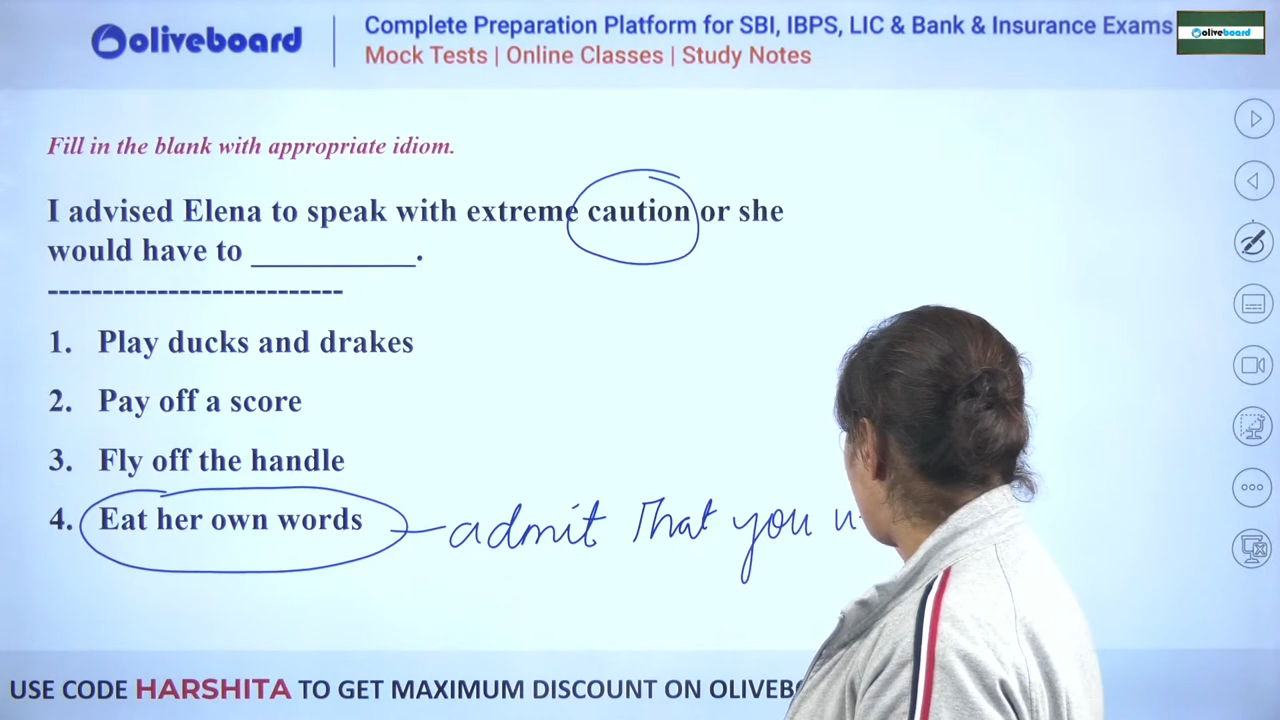 oliveboard
Complete Preparation Platform for SBI, IBPS, LIC & Bank & Insurance Exams
Mock Tests | Online Classes | Study Notes
oliveboard
Fill in the blank with appropriate idiom.
I advised Elena to speak with extreme caution or she
would have to __________.
--------------------------
1. Play ducks and drakes
2. Pay off a score
3. Fly off the handle
4. Eat her own words
admit that you
USE CODE HARSHITA TO GET MAXIMUM DISCOUNT ON